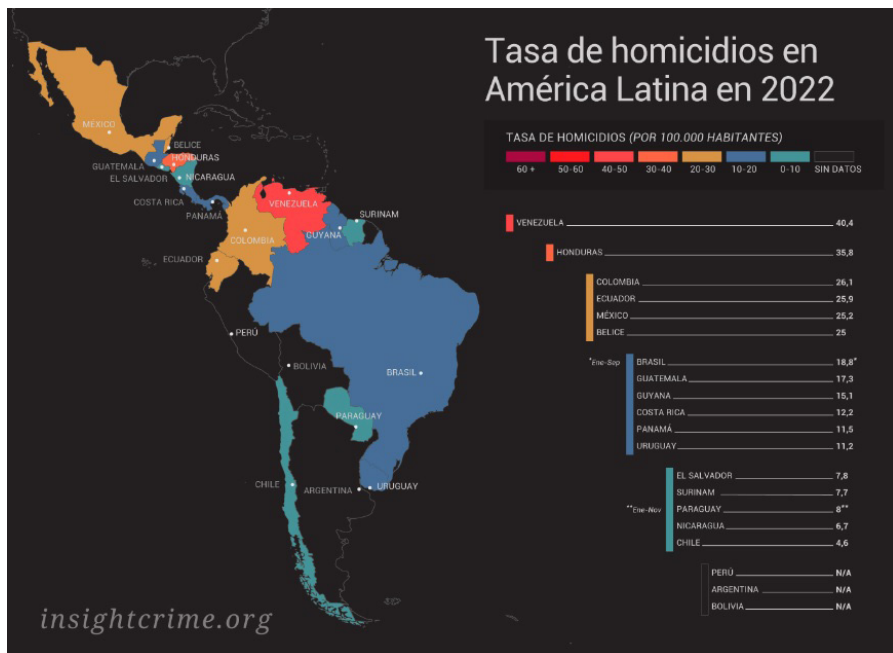 Tasa de homicidios en
América Latina en 2022
TASA DE HOMICIDIOS (POR 100.000 HABITANTES)
60 + 50-60 40-50 30-40 20-30 10-20 0-10 SIN DATOS
MÉXICO
BELICE
GUATEMALA
HONDURAS
EL SALVADOR
NICARAGUA
COSTA RICA
PANAMÁ
VENEZUELA
SURINAM
GUYANA
COLOMBIA
ECUADOR
PERÚ
BOLIVIA
BRASIL
PARAGUAY
CHILE
ARGENTINA
URUGUAY
VENEZUELA 40,4
HONDURAS 35,8
COLOMBIA 26,1
ECUADOR 25,9
MÉXICO 25,2
BELICE 25
*Ene-Sep BRASIL 18,8*
GUATEMALA 17,3
GUYANA 15,1
COSTA RICA 12,2
PANAMÁ 11,5
URUGUAY 11,2
EL SALVADOR 7,8
SURINAM 7,7
**Ene-Nov PARAGUAY 8**
NICARAGUA 6,7
CHILE 4,6
PERÚ N/A
ARGENTINA N/A
BOLIVIA N/A
insightcrime.org